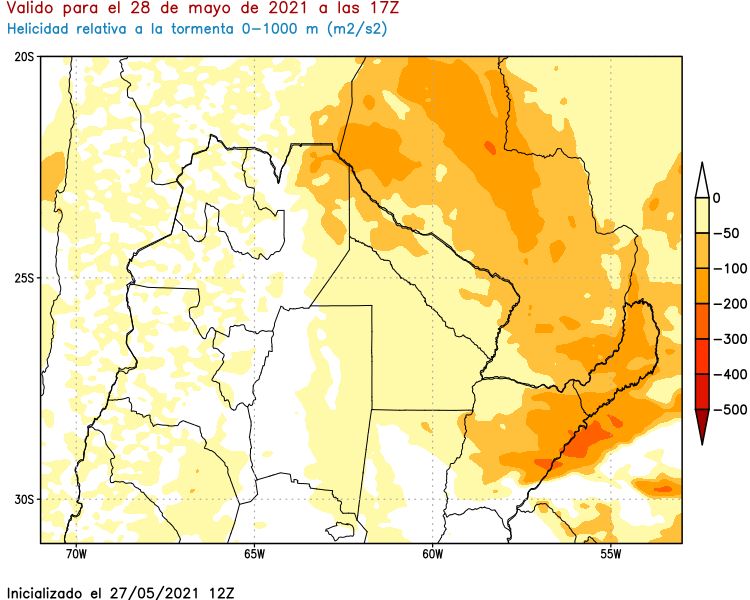 Valido para el 28 de mayo de 2021 a las 17Z
Helicidad relativa a la tormenta 0-1000 m (m2/s2)
20S
25S
30S
70W
65W
60W
55W
0
-50
-100
-200
-300
-400
-500
Inicializado el 27/05/2021 12Z